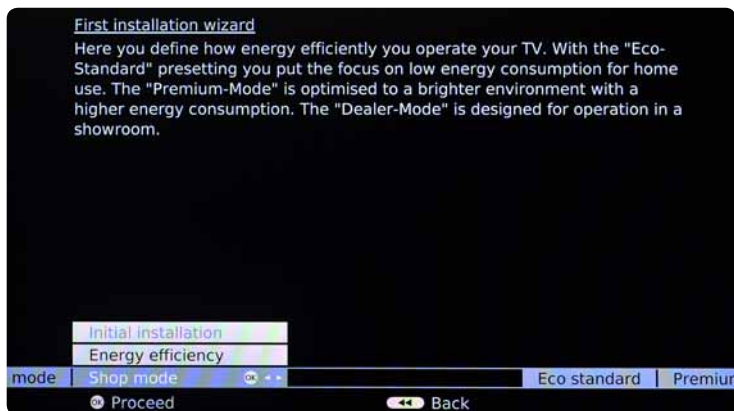 First installation wizard
Here you define how energy efficiently you operate your TV. With the "Eco-
Standard" presetting you put the focus on low energy consumption for home
use. The "Premium-Mode" is optimised to a brighter environment with a
higher energy consumption. The "Dealer-Mode" is designed for operation in a
showroom.
Initial installation
Energy efficiency
mode Shop mode OK Eco standard Premium
OK Proceed Back